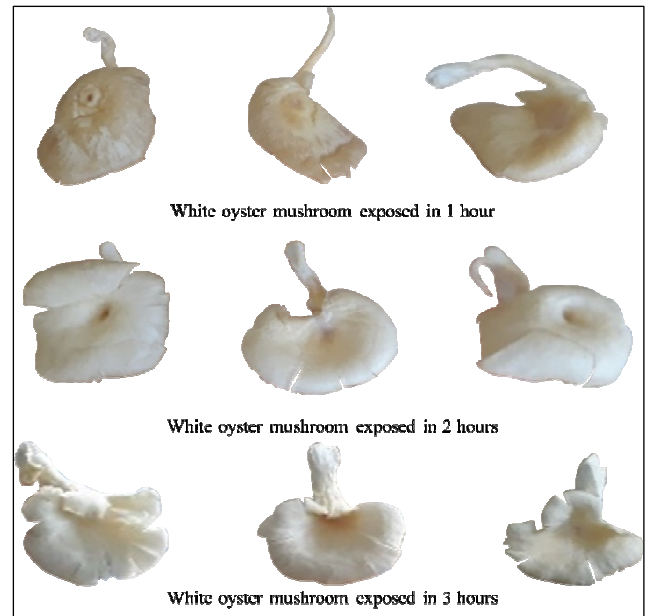 White oyster mushroom exposed in 1 hour
White oyster mushroom exposed in 2 hours
White oyster mushroom exposed in 3 hours